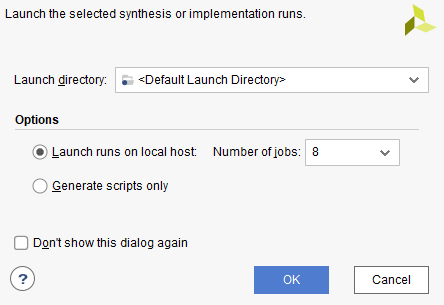 Launch the selected synthesis or implementation runs.
Launch directory: <Default Launch Directory>
Options
Launch runs on local host: Number of jobs: 8
Generate scripts only
Don't show this dialog again
? OK Cancel